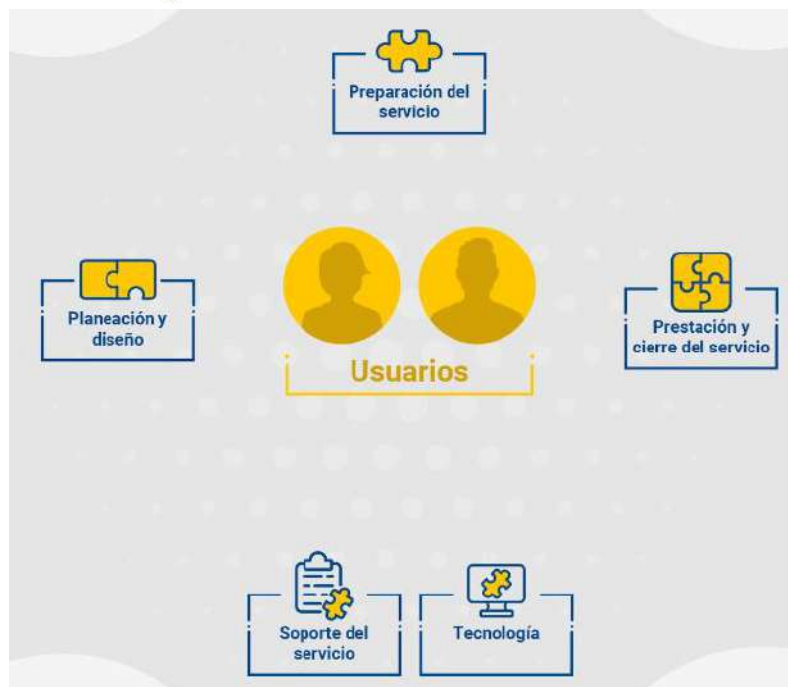 Preparación del
servicio
Planeación y
diseño
Usuarios
Prestación y
cierre del servicio
Soporte del
servicio
Tecnología